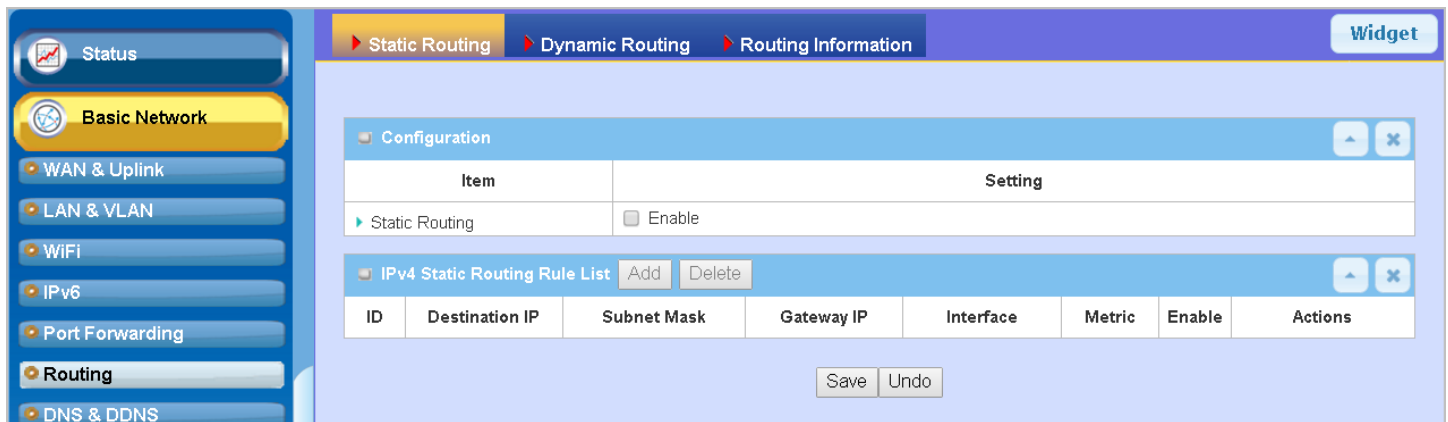 Status
Basic Network
WAN & Uplink
LAN & VLAN
WiFi
IPv6
Port Forwarding
Routing
DNS & DDNS
Static Routing Dynamic Routing Routing Information Widget
Configuration
Item Setting
Static Routing Enable
IPv4 Static Routing Rule List Add Delete
ID Destination IP Subnet Mask Gateway IP Interface Metric Enable Actions
Save Undo